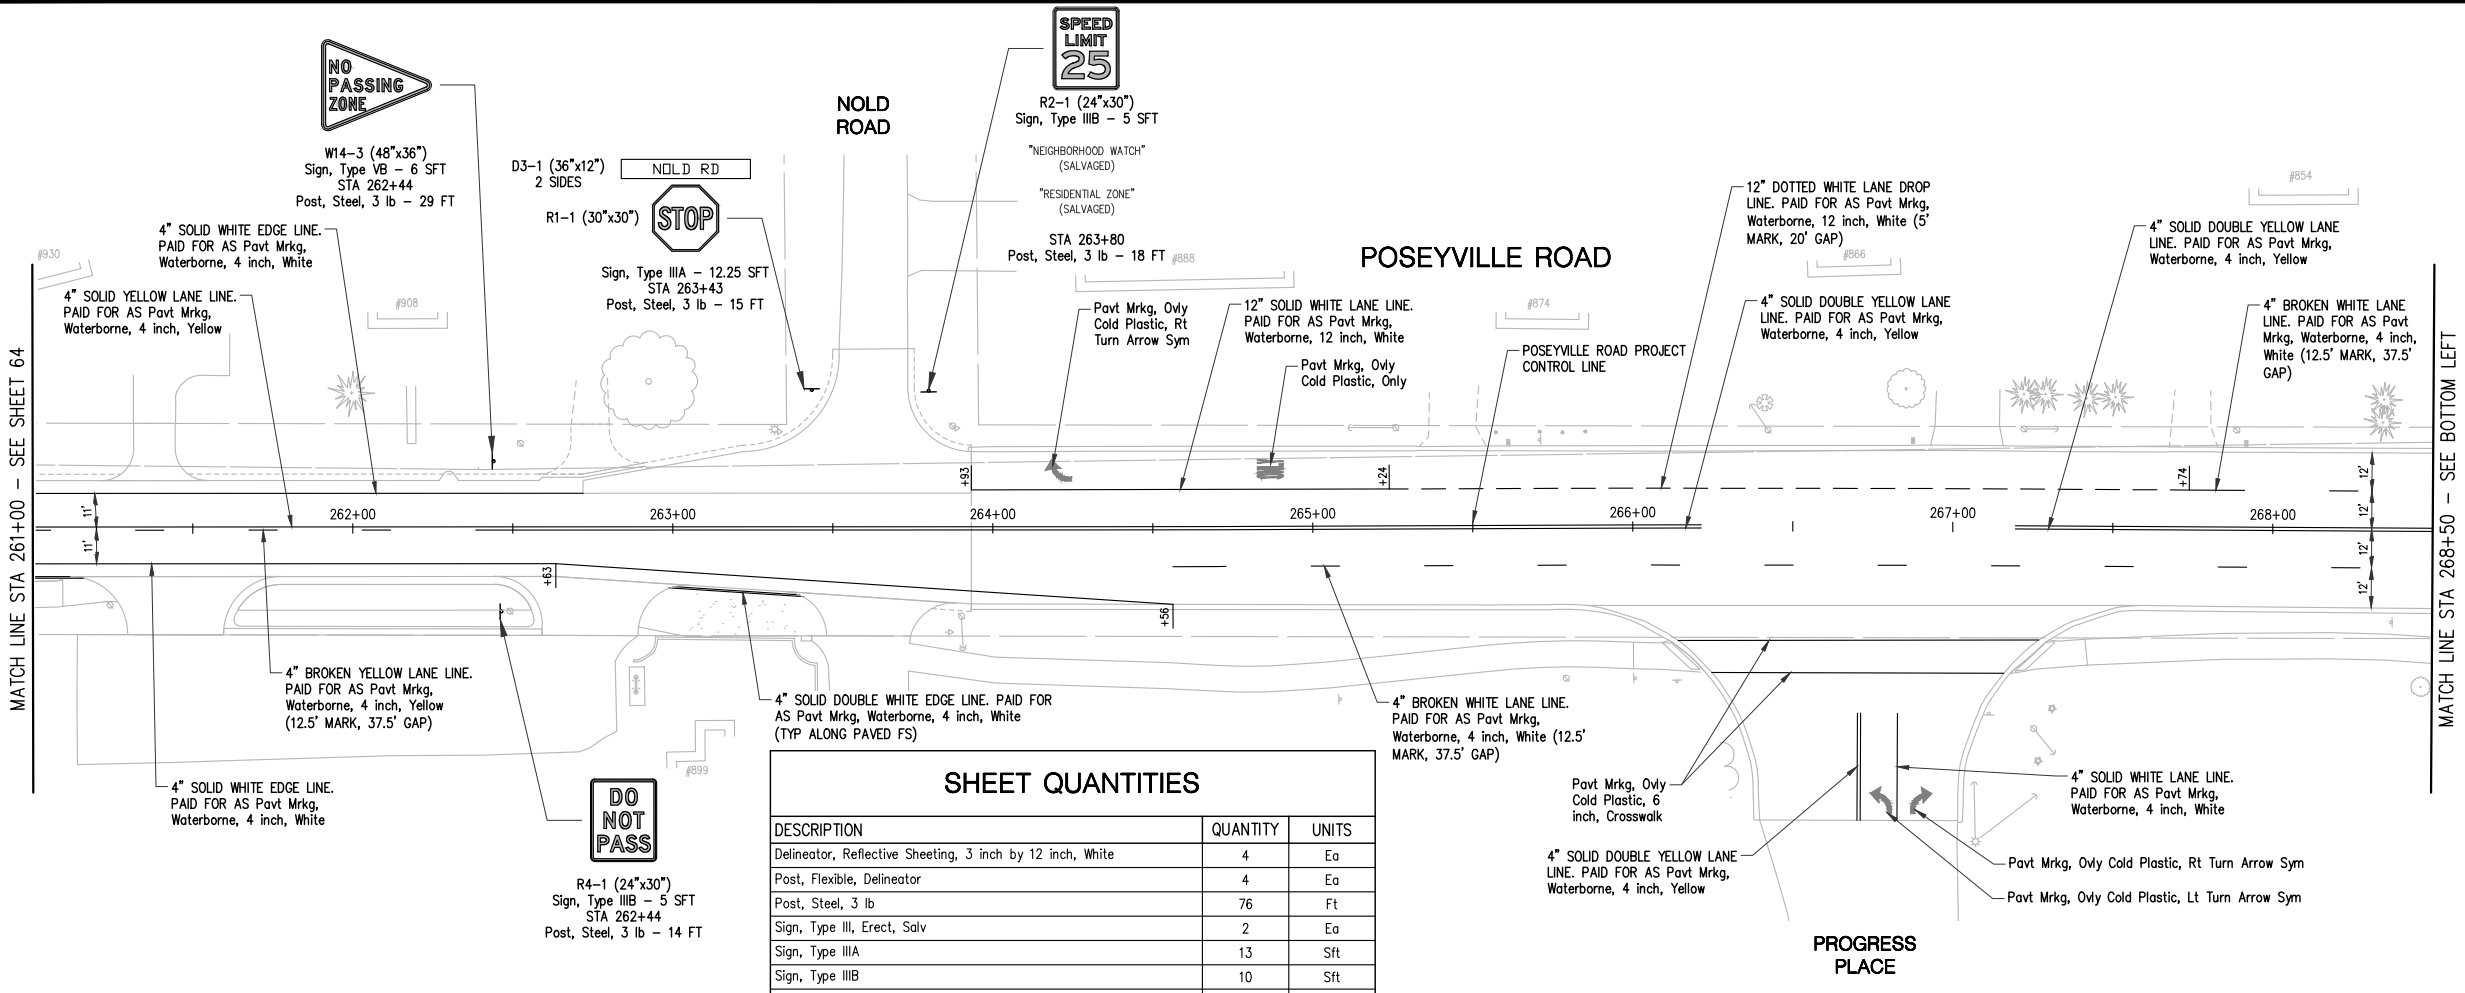 NO
PASSING
ZONE
W14-3 (48"x36")
Sign, Type VB - 6 SFT
STA 262+44
Post, Steel, 3 lb - 29 FT
D3-1 (36"x12")
2 SIDES
NOLD RD
R1-1 (30"x30")
STOP
Sign, Type IIIA - 12.25 SFT
STA 263+43
Post, Steel, 3 lb - 15 FT
NOLD
ROAD
SPEED
LIMIT
25
R2-1 (24"x30")
Sign, Type IIIB - 5 SFT
"NEIGHBORHOOD WATCH"
(SALVAGED)
"RESIDENTIAL ZONE"
(SALVAGED)
STA 263+80
Post, Steel, 3 lb - 18 FT
#888
POSEYVILLE ROAD
12" DOTTED WHITE LANE DROP
LINE. PAID FOR AS Pavt Mrkg,
Waterborne, 12 inch, White (5'
MARK, 20' GAP)
#866
#854
4" SOLID DOUBLE YELLOW LANE
LINE. PAID FOR AS Pavt Mrkg,
Waterborne, 4 inch, Yellow
#930
4" SOLID WHITE EDGE LINE.
PAID FOR AS Pavt Mrkg,
Waterborne, 4 inch, White
4" SOLID YELLOW LANE LINE.
PAID FOR AS Pavt Mrkg,
Waterborne, 4 inch, Yellow
#908
Pavt Mrkg, Ovly
Cold Plastic, Rt
Turn Arrow Sym
12" SOLID WHITE LANE LINE.
PAID FOR AS Pavt Mrkg,
Waterborne, 12 inch, White
Pavt Mrkg, Ovly
Cold Plastic, Only
#874
POSEYVILLE ROAD PROJECT
CONTROL LINE
4" SOLID DOUBLE YELLOW LANE
LINE. PAID FOR AS Pavt Mrkg,
Waterborne, 4 inch, Yellow
4" BROKEN WHITE LANE
LINE. PAID FOR AS Pavt
Mrkg, Waterborne, 4 inch,
White (12.5' MARK, 37.5'
GAP)
MATCH LINE STA 261+00 - SEE SHEET 64
MATCH LINE STA 268+50 - SEE BOTTOM LEFT
+93
+24
+74
11'
11'
12'
12'
12'
12'
262+00
263+00
264+00
265+00
266+00
267+00
268+00
+63
+56
4" BROKEN YELLOW LANE LINE.
PAID FOR AS Pavt Mrkg,
Waterborne, 4 inch, Yellow
(12.5' MARK, 37.5' GAP)
4" SOLID WHITE EDGE LINE.
PAID FOR AS Pavt Mrkg,
Waterborne, 4 inch, White
DO
NOT
PASS
R4-1 (24"x30")
Sign, Type IIIB - 5 SFT
STA 262+44
Post, Steel, 3 lb - 14 FT
#899
4" SOLID DOUBLE WHITE EDGE LINE. PAID FOR
AS Pavt Mrkg, Waterborne, 4 inch, White
(TYP ALONG PAVED FS)
4" BROKEN WHITE LANE LINE.
PAID FOR AS Pavt Mrkg,
Waterborne, 4 inch, White (12.5'
MARK, 37.5' GAP)
Pavt Mrkg, Ovly
Cold Plastic, 6
inch, Crosswalk
4" SOLID DOUBLE YELLOW LANE
LINE. PAID FOR AS Pavt Mrkg,
Waterborne, 4 inch, Yellow
4" SOLID WHITE LANE LINE.
PAID FOR AS Pavt Mrkg,
Waterborne, 4 inch, White
Pavt Mrkg, Ovly Cold Plastic, Rt Turn Arrow Sym
Pavt Mrkg, Ovly Cold Plastic, Lt Turn Arrow Sym
PROGRESS
PLACE
SHEET QUANTITIES
DESCRIPTION QUANTITY UNITS
Delineator, Reflective Sheeting, 3 inch by 12 inch, White 4 Ea
Post, Flexible, Delineator 4 Ea
Post, Steel, 3 lb 76 Ft
Sign, Type III, Erect, Salv 2 Ea
Sign, Type IIIA 13 Sft
Sign, Type IIIB 10 Sft